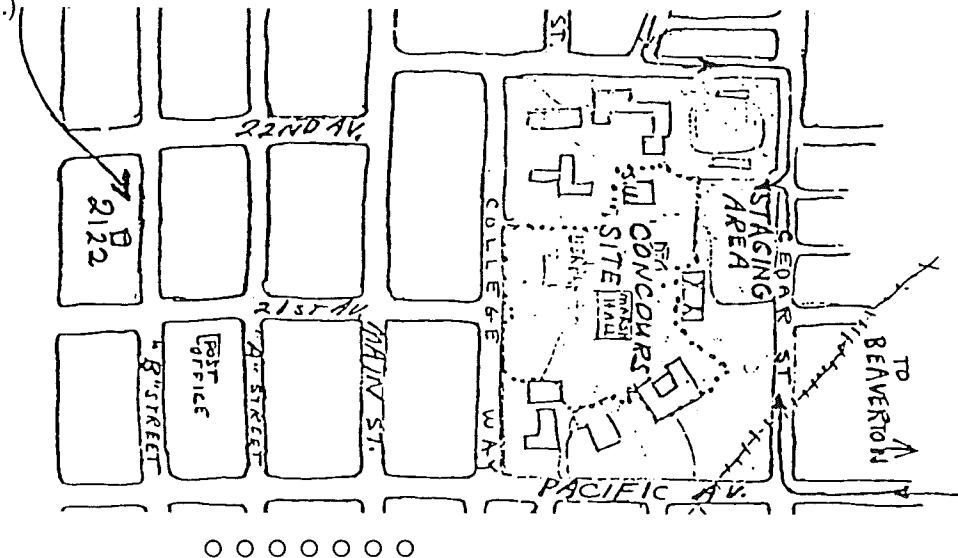 .)
ST.
22ND AV.
2122
COLLEGE WAY
CONCOURS
SITE
MARSH
HALL
STAGING
AREA
CEDAR ST
21ST AV.
MAIN ST.
"A" STREET
"B" STREET
POST
OFFICE
PACIFIC AV.
TO
BEAVERTON